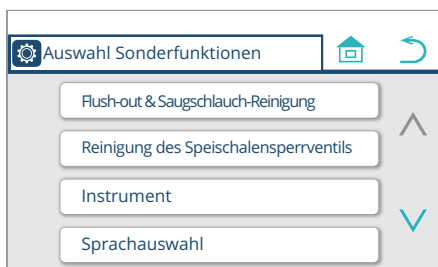 Auswahl Sonderfunktionen
Flush-out & Saugschlauch-Reinigung
Reinigung des Speischalensperrventils
Instrument
Sprachauswahl